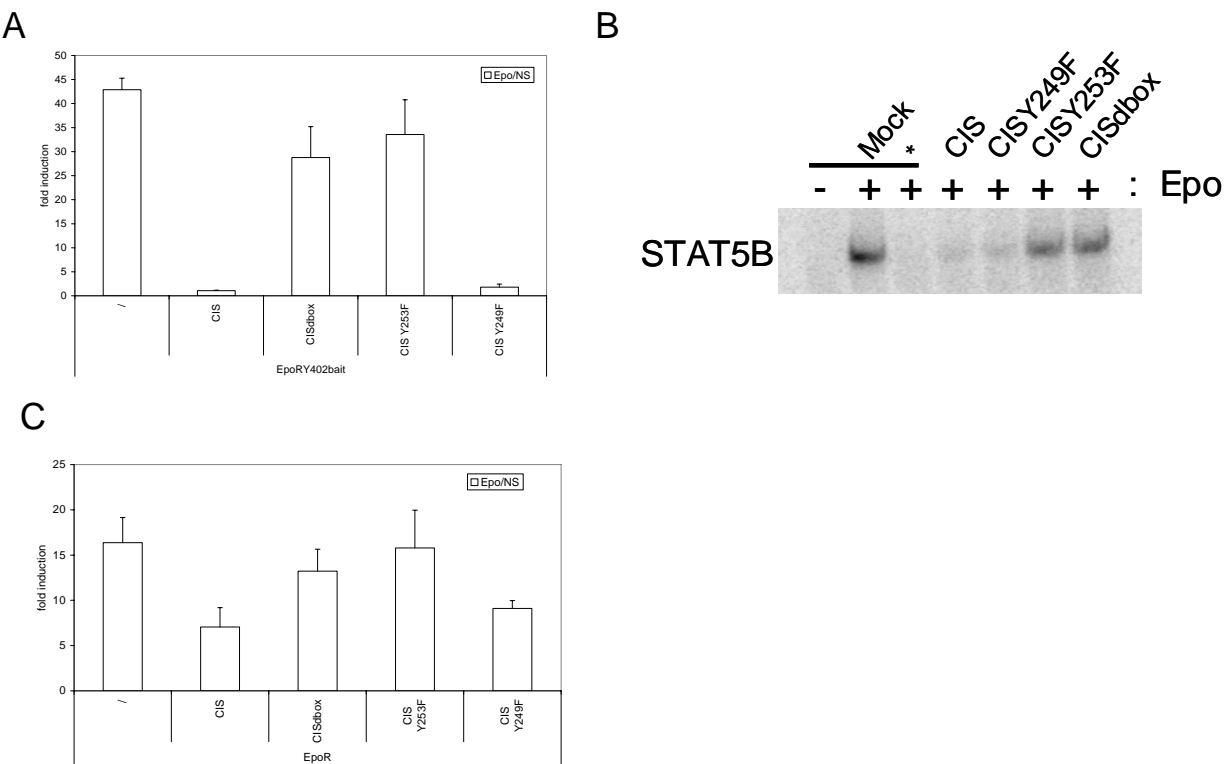 A
50
45
40
35
30
25
20
15
10
5
0
fold induction
Epo/NS
/
CIS
CISdbox
CIS Y253F
CIS Y249F
EpoRY402bait
B
Mock
*
CIS
CISY249F
CISY253F
CISdbox
- + + + + + + : Epo
STAT5B
C
25
20
15
10
5
0
fold induction
Epo/NS
/
CIS
CISdbox
CIS
Y253F
CIS
Y249F
EpoR